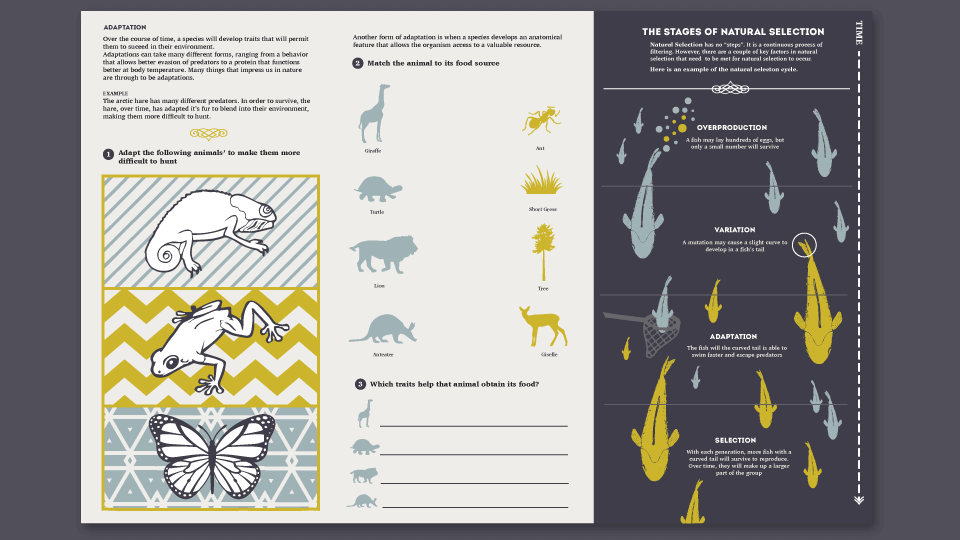 ADAPTATION
Over the course of time, a species will develop traits that will permit
them to suceed in their environment.
Adaptations can take many different forms, ranging from a behavior
that allows better evasion of predators to a protein that functions
better at body temperature. Many things that impress us in nature
are through to be adaptations.
EXAMPLE
The arctic hare has many different predators. In order to survive, the
hare, over time, has adapted it's fur to blend into their environment,
making them more difficult to hunt.
1 Adapt the following animals' to make them more
difficult to hunt
Another form of adaptation is when a species develops an anatomical
feature that allows the organism access to a valuable resource.
2 Match the animal to its food source
Giraffe
Ant
Turtle
Short Grass
Lion
Tree
Anteater
Giselle
3 Which traits help that animal obtain its food?
THE STAGES OF NATURAL SELECTION
Natural Selection has no "steps". It is a continuous process of
filtering. However, there are a couple of key factors in natural
selection that need to be met for natural selection to occur.
Here is an example of the natural selecton cycle.
OVERPRODUCTION
A fish may lay hundreds of eggs, but
only a small number will survive
VARIATION
A mutation may cause a slight curve to
develop in a fish's tail
ADAPTATION
The fish will the curved tail is able to
swim faster and escape predators
SELECTION
With each generation, more fish with a
curved tail will survive to reproduce.
Over time, they will make up a larger
part of the group
TIME